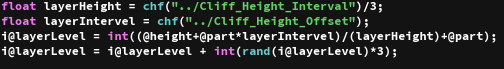 float layerHeight = chf("../Cliff_Height_Interval")/3;
float layerIntervel = chf("../Cliff_Height_Offset");
i@layerLevel = int((@height+@part*layerIntervel)/(layerHeight)+@part);
i@layerLevel = i@layerLevel + int(rand(i@layerLevel)*3);